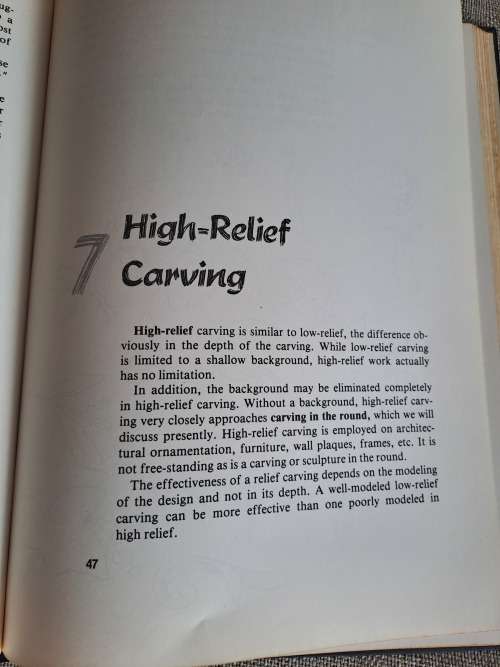 ug-
a
ost
of
se
."
e
r
r
s
7
High-Relief
Carving
High-relief carving is similar to low-relief, the difference ob-
viously in the depth of the carving. While low-relief carving
is limited to a shallow background, high-relief work actually
has no limitation.
In addition, the background may be eliminated completely
in high-relief carving. Without a background, high-relief carv-
ing very closely approaches carving in the round, which we will
discuss presently. High-relief carving is employed on architec-
tural ornamentation, furniture, wall plaques, frames, etc. It is
not free-standing as is a carving or sculpture in the round.
The effectiveness of a relief carving depends on the modeling
of the design and not in its depth. A well-modeled low-relief
carving can be more effective than one poorly modeled in
high relief.
47